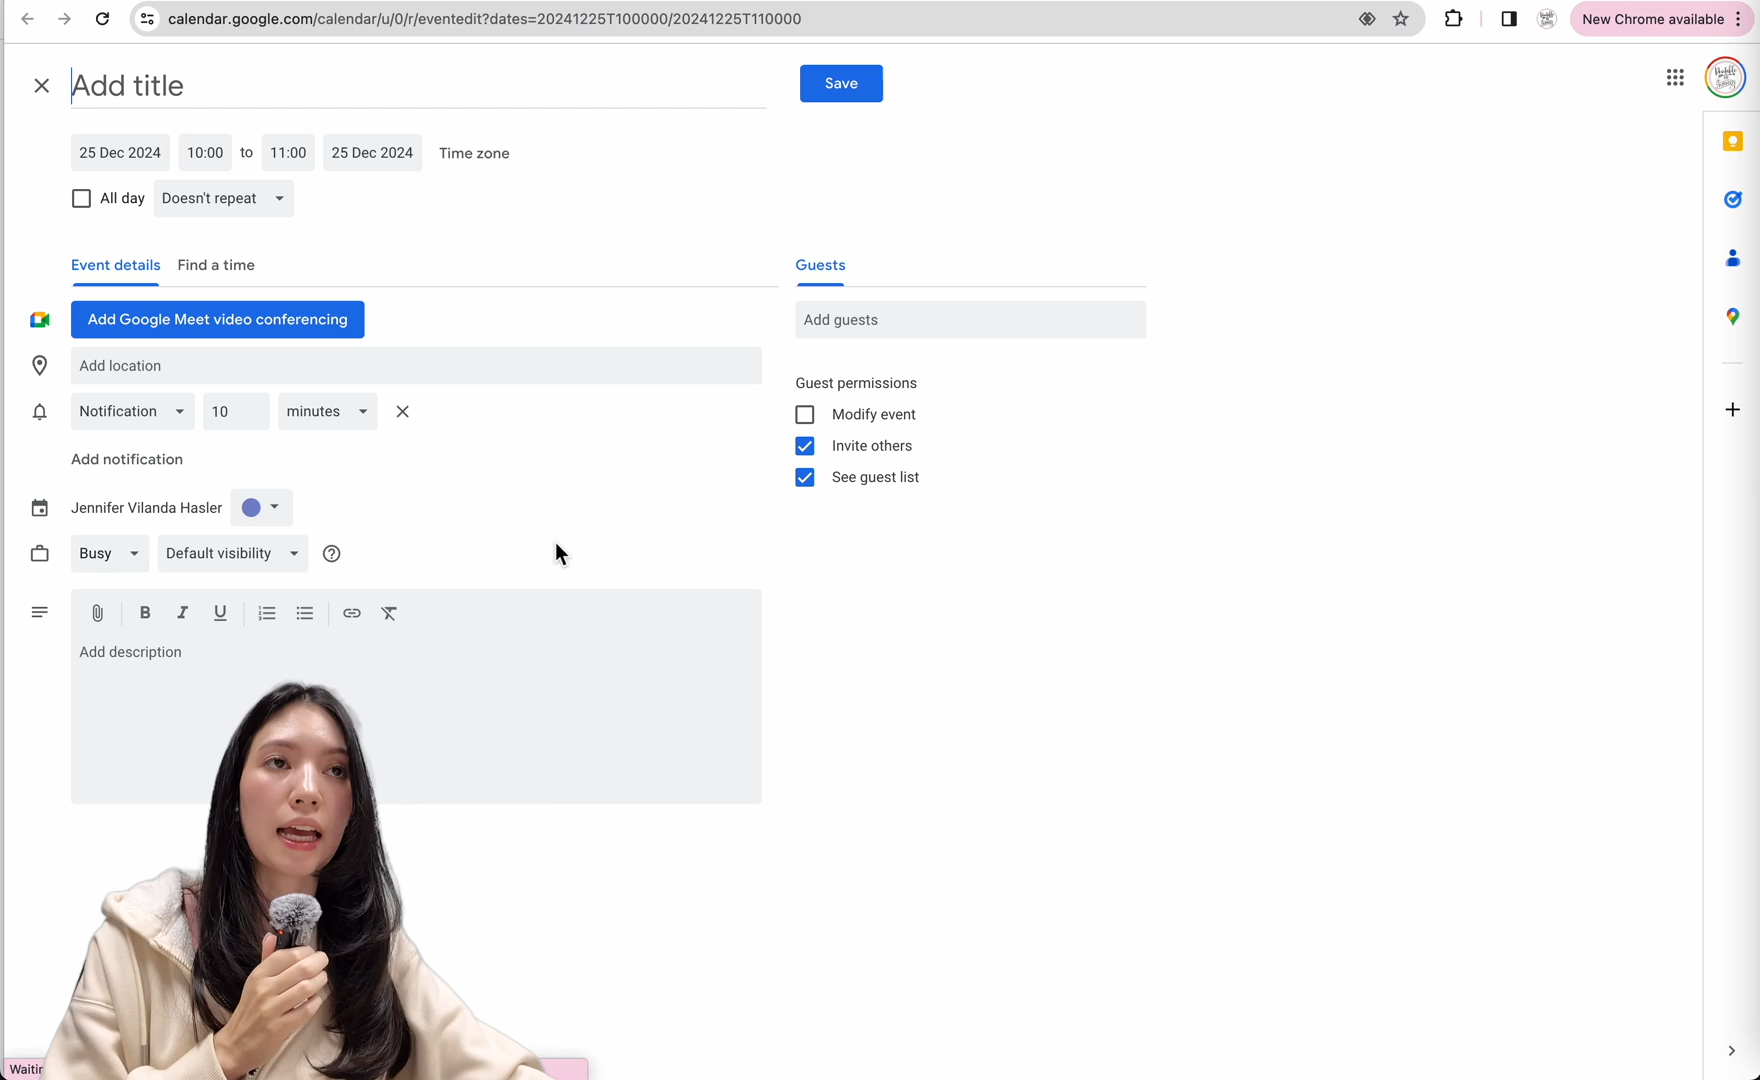 calendar.google.com/calendar/u/0/r/eventedit?dates=20241225T100000/20241225T110000
New Chrome available
Add title
Save
25 Dec 2024 10:00 to 11:00 25 Dec 2024 Time zone
All day Doesn't repeat
Event details Find a time
Guests
Add Google Meet video conferencing
Add guests
Add location
Guest permissions
Notification 10 minutes
Modify event
Invite others
Add notification
See guest list
Jennifer Vilanda Hasler
Busy Default visibility
Add description